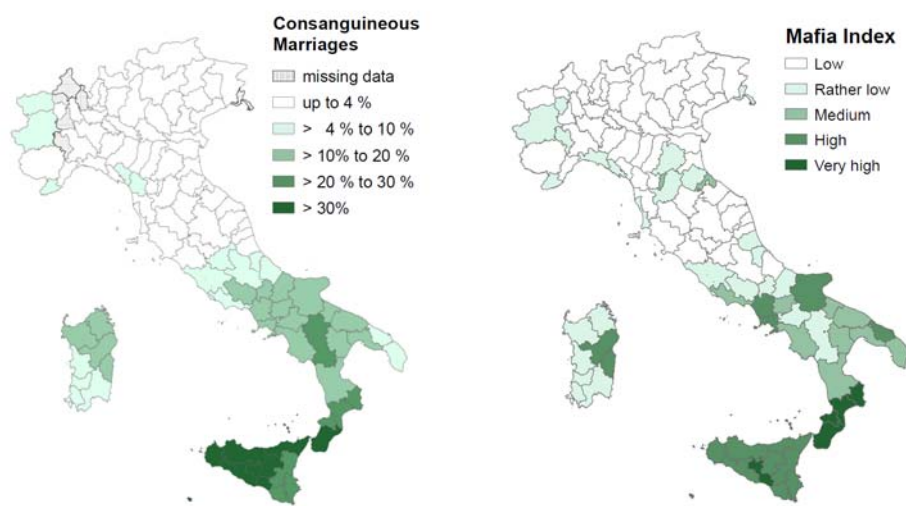 Consanguineous
Marriages
missing data
up to 4 %
> 4 % to 10 %
> 10% to 20 %
> 20 % to 30 %
> 30%
Mafia Index
Low
Rather low
Medium
High
Very high